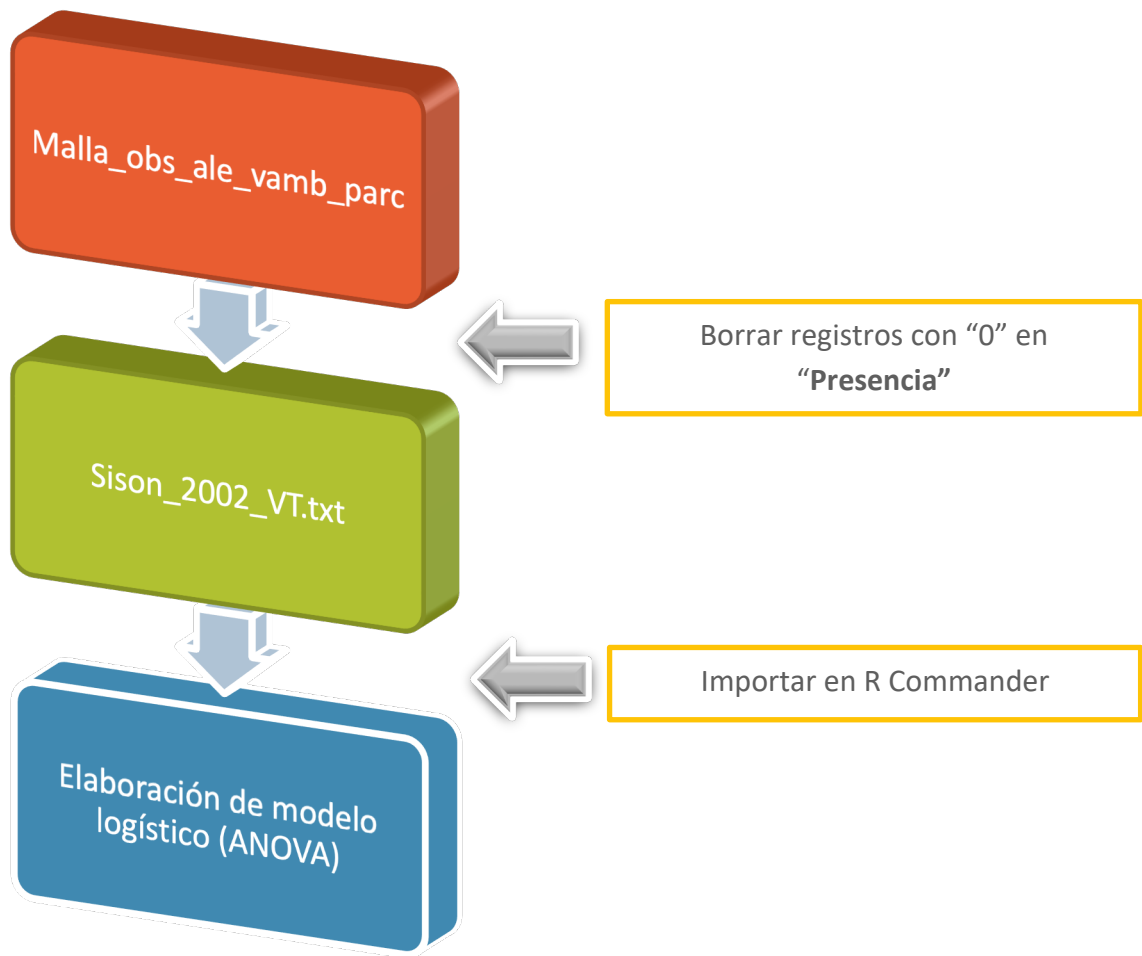 Malla_obs_ale_vamb_parc
Borrar registros con “0” en
“Presencia”
Sison_2002_VT.txt
Importar en R Commander
Elaboración de modelo
logístico (ANOVA)